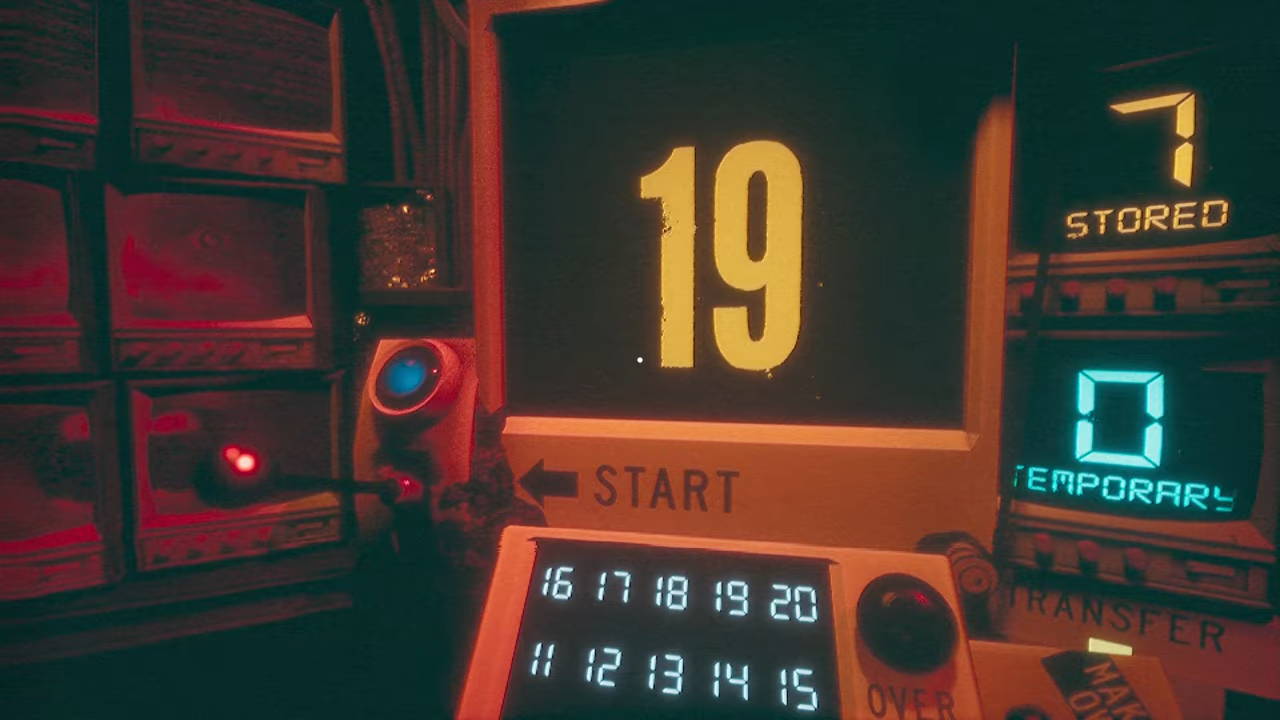 19
7
STORED
0
TEMPORARY
START
16 17 18 19 20
11 12 13 14 15
OVER
TRANSFER